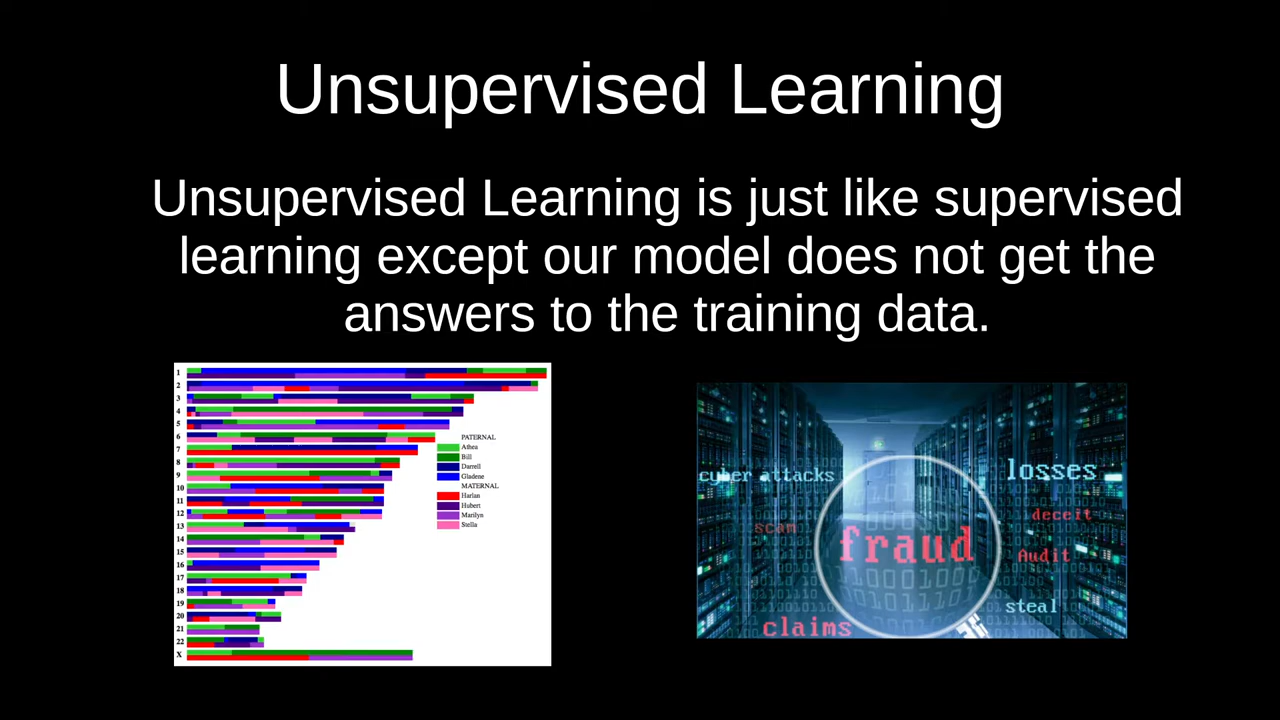 Unsupervised Learning
Unsupervised Learning is just like supervised
learning except our model does not get the
answers to the training data.
1
2
3
4
5
6
7
8
9
10
11
12
13
14
15
16
17
18
19
20
21
22
X
PATERNAL
Athea
Bill
Darrell
Gladene
MATERNAL
Harlan
Hubert
Marilyn
Stella
cyber attacks
losses
scam
deceit
fraud
Audit
steal
claims